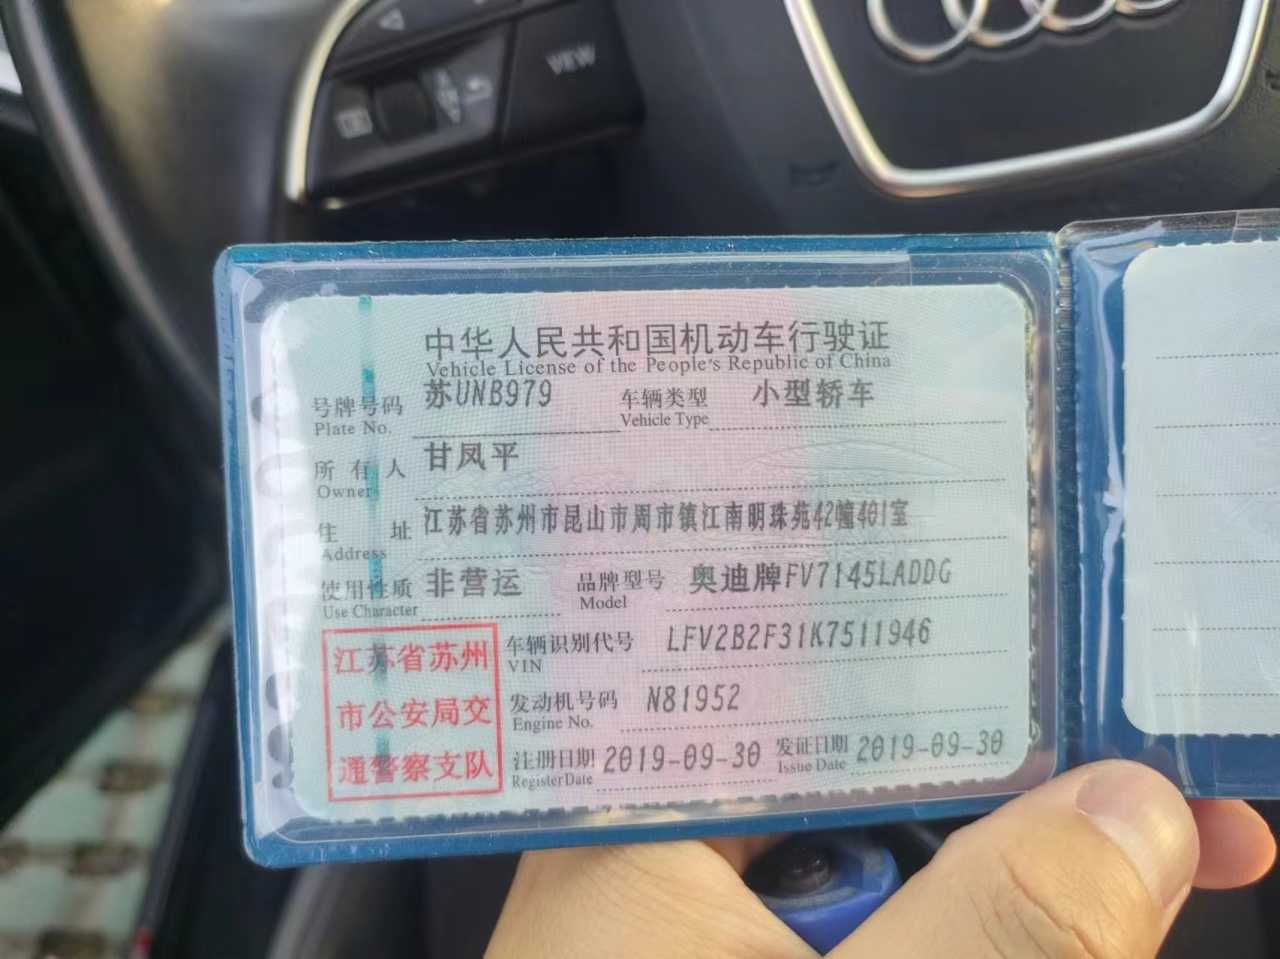 VIEW
中华人民共和国机动车行驶证
Vehicle License of the People's Republic of China
号牌号码 苏UNB979 车辆类型 小型轿车
Plate No. Vehicle Type
所有人 甘凤平
Owner
住址 江苏省苏州市昆山市周市镇江南明珠苑42幢401室
Address
使用性质 非营运 品牌型号 奥迪牌FV7145LADDG
Use Character Model
江苏省苏州
市公安局交
通警察支队
车辆识别代号 LFV2B2F31K7511946
VIN
发动机号码 N81952
Engine No.
注册日期 2019-09-30 发证日期 2019-09-30
Register Date Issue Date